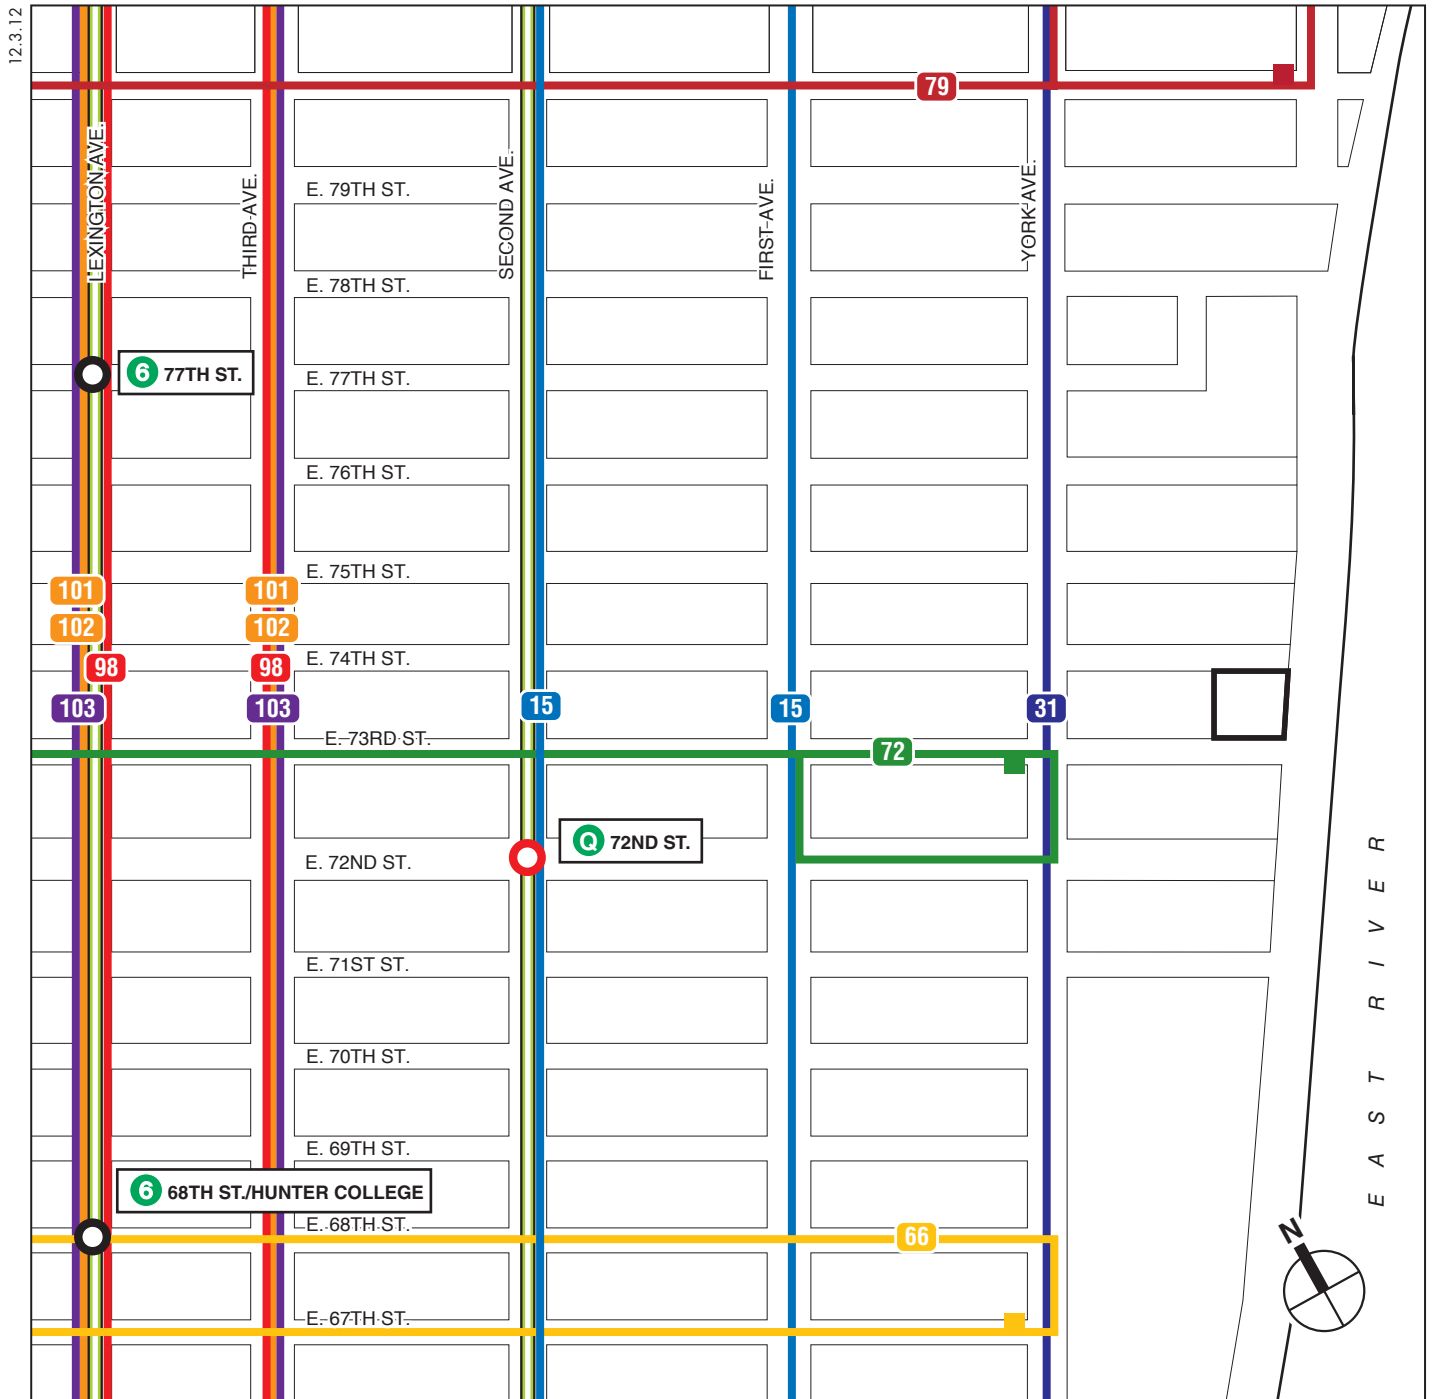 12.3.12
79
LEXINGTON AVE.
THIRD AVE.
SECOND AVE.
FIRST AVE.
YORK AVE.
E. 79TH ST.
E. 78TH ST.
6 77TH ST.
E. 77TH ST.
E. 76TH ST.
E. 75TH ST.
101
101
102
102
E. 74TH ST.
98
98
103
103
15
15
31
E. 73RD ST.
72
Q 72ND ST.
E. 72ND ST.
E. 71ST ST.
E. 70TH ST.
EAST RIVER
E. 69TH ST.
6 68TH ST./HUNTER COLLEGE
E. 68TH ST.
66
N
E. 67TH ST.